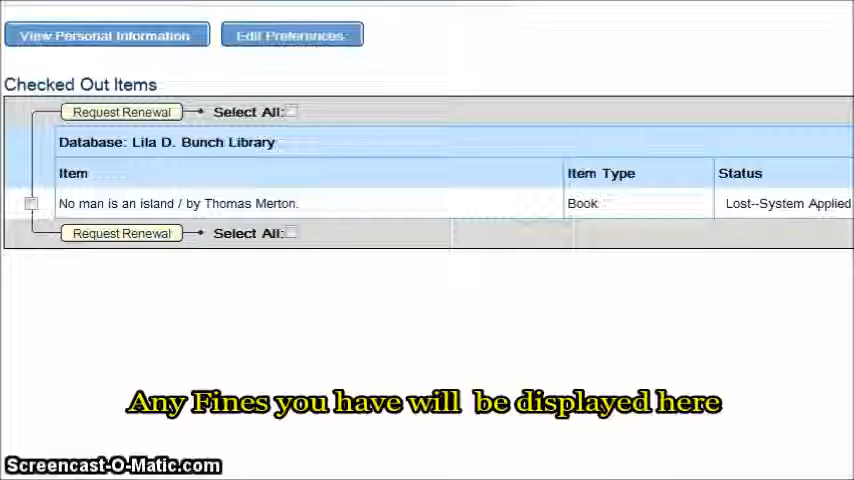 View Personal Information Edit Preferences
Checked Out Items
Request Renewal Select All:
Database: Lila D. Bunch Library
Item Item Type Status
No man is an island / by Thomas Merton. Book Lost--System Applied
Request Renewal Select All:
Any Fines you have will be displayed here
Screencast-O-Matic.com